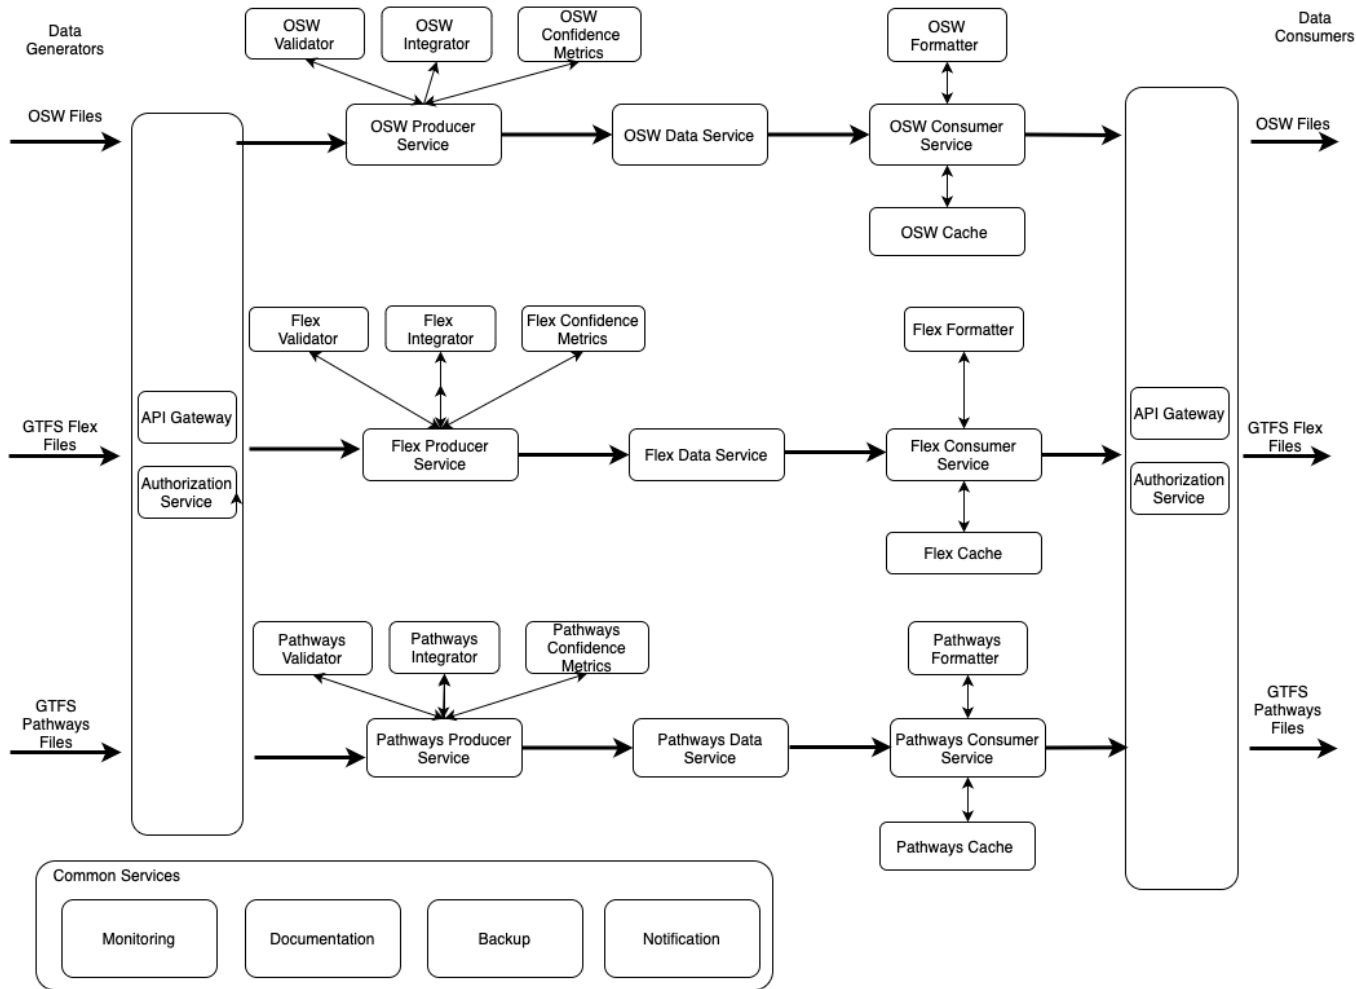 Data
Generators
OSW
Validator
OSW
Integrator
OSW
Confidence
Metrics
OSW
Formatter
Data
Consumers
OSW Files
OSW Producer
Service
OSW Data Service
OSW Consumer
Service
OSW Files
OSW Cache
Flex
Validator
Flex
Integrator
Flex Confidence
Metrics
Flex Formatter
API Gateway
API Gateway
GTFS Flex
Files
Flex Producer
Service
Flex Data Service
Flex Consumer
Service
GTFS Flex
Files
Authorization
Service
Authorization
Service
Flex Cache
Pathways
Validator
Pathways
Integrator
Pathways
Confidence
Metrics
Pathways
Formatter
GTFS
Pathways
Files
Pathways Producer
Service
Pathways Data
Service
Pathways Consumer
Service
GTFS
Pathways
Files
Pathways Cache
Common Services
Monitoring
Documentation
Backup
Notification